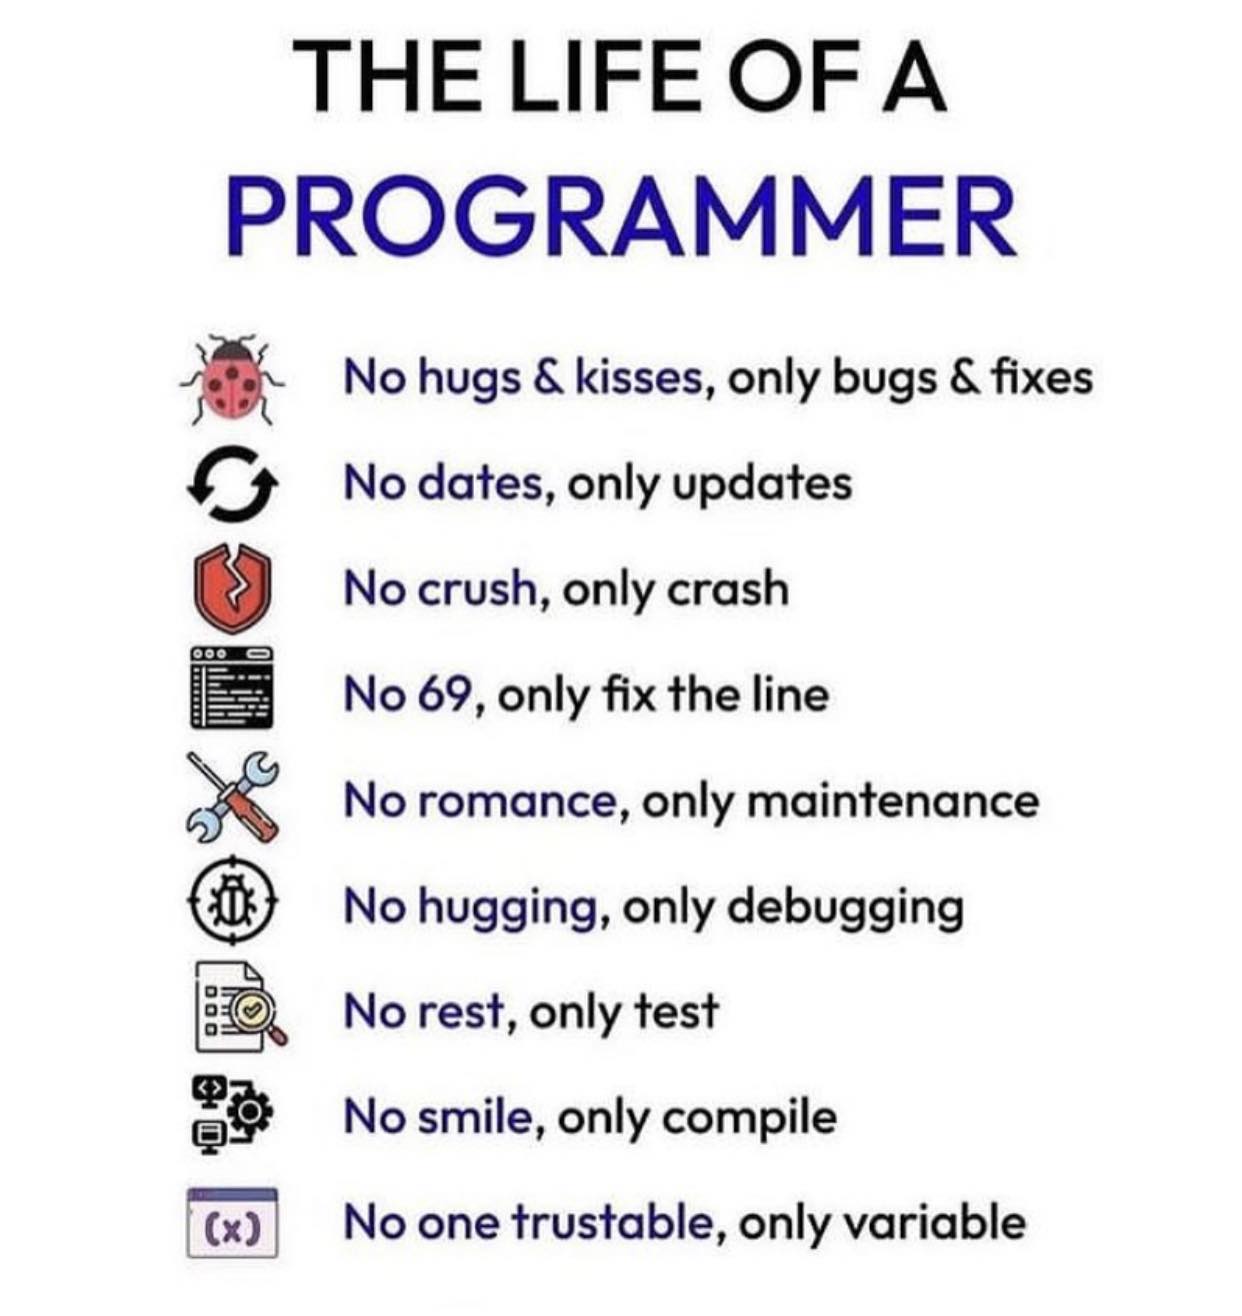 THE LIFE OF A
PROGRAMMER
No hugs & kisses, only bugs & fixes
No dates, only updates
No crush, only crash
No 69, only fix the line
No romance, only maintenance
No hugging, only debugging
No rest, only test
No smile, only compile
(x) No one trustable, only variable